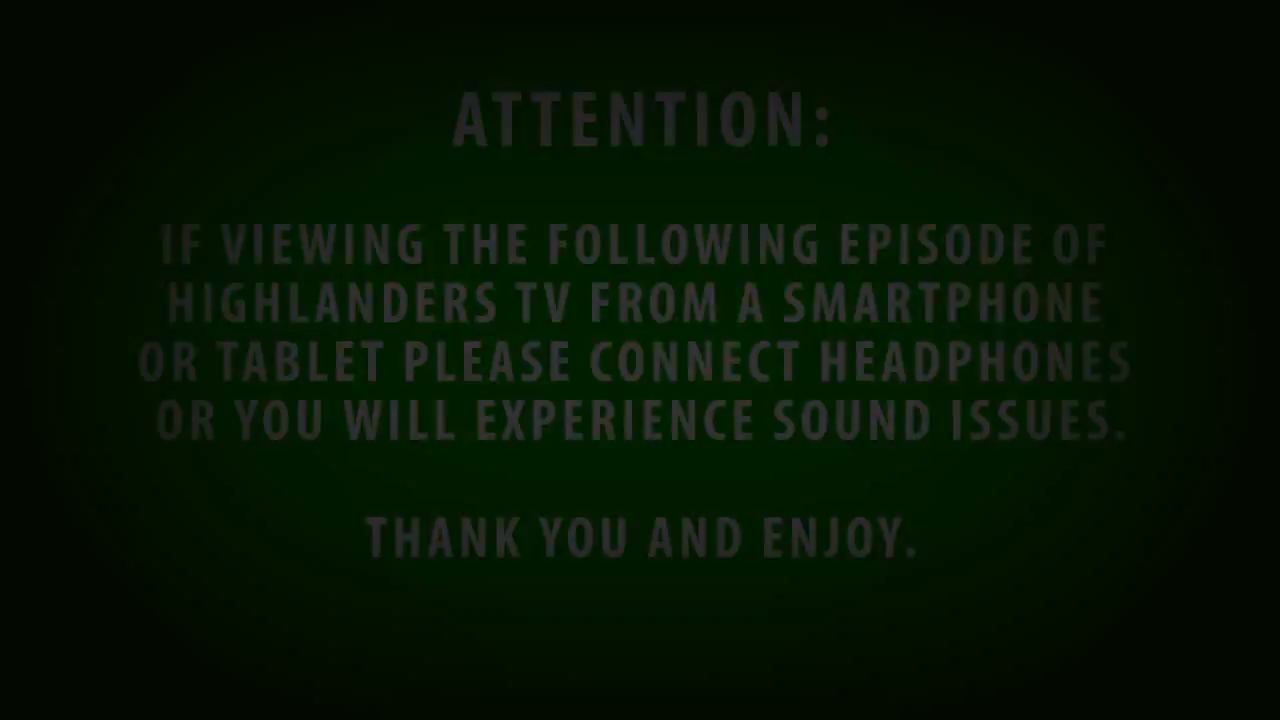 ATTENTION:
IF VIEWING THE FOLLOWING EPISODE OF
HIGHLANDERS TV FROM A SMARTPHONE
OR TABLET PLEASE CONNECT HEADPHONES
OR YOU WILL EXPERIENCE SOUND ISSUES.
THANK YOU AND ENJOY.